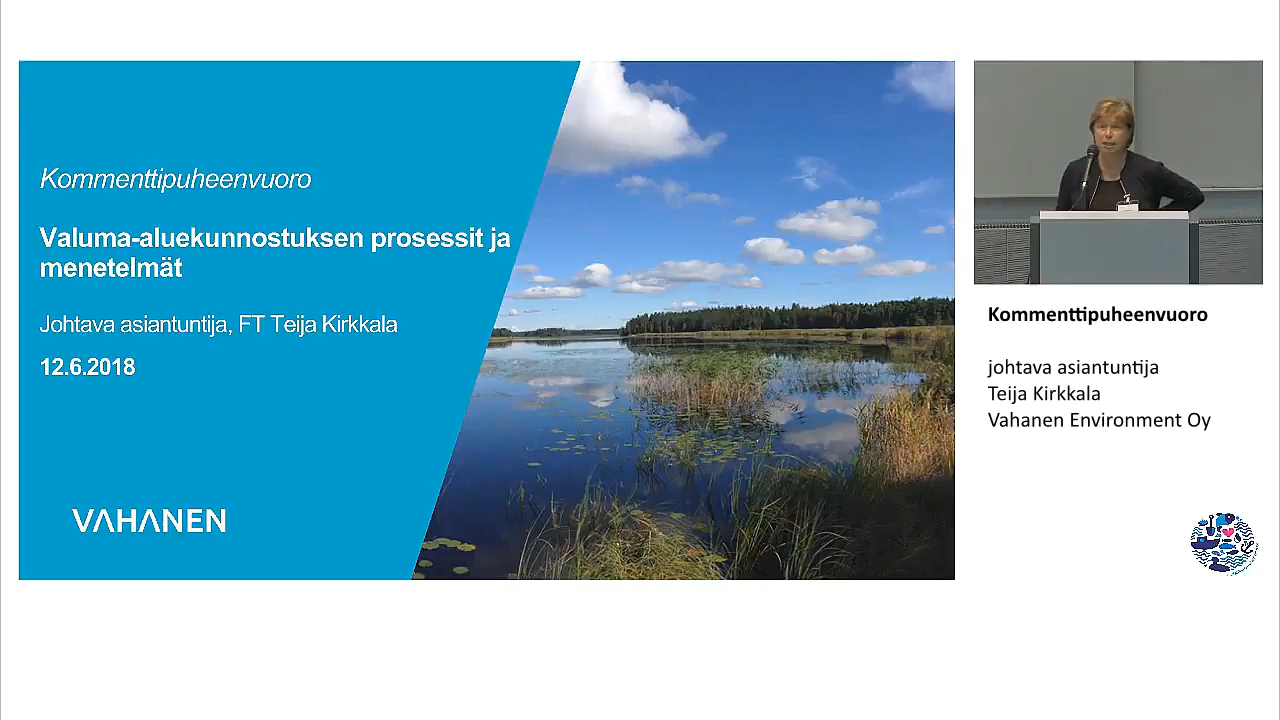 Kommenttipuheenvuoro
Valuma-aluekunnostuksen prosessit ja
menetelmät
Johtava asiantuntija, FT Teija Kirkkala
12.6.2018
VAHANEN
Kommenttipuheenvuoro
johtava asiantuntija
Teija Kirkkala
Vahanen Environment Oy